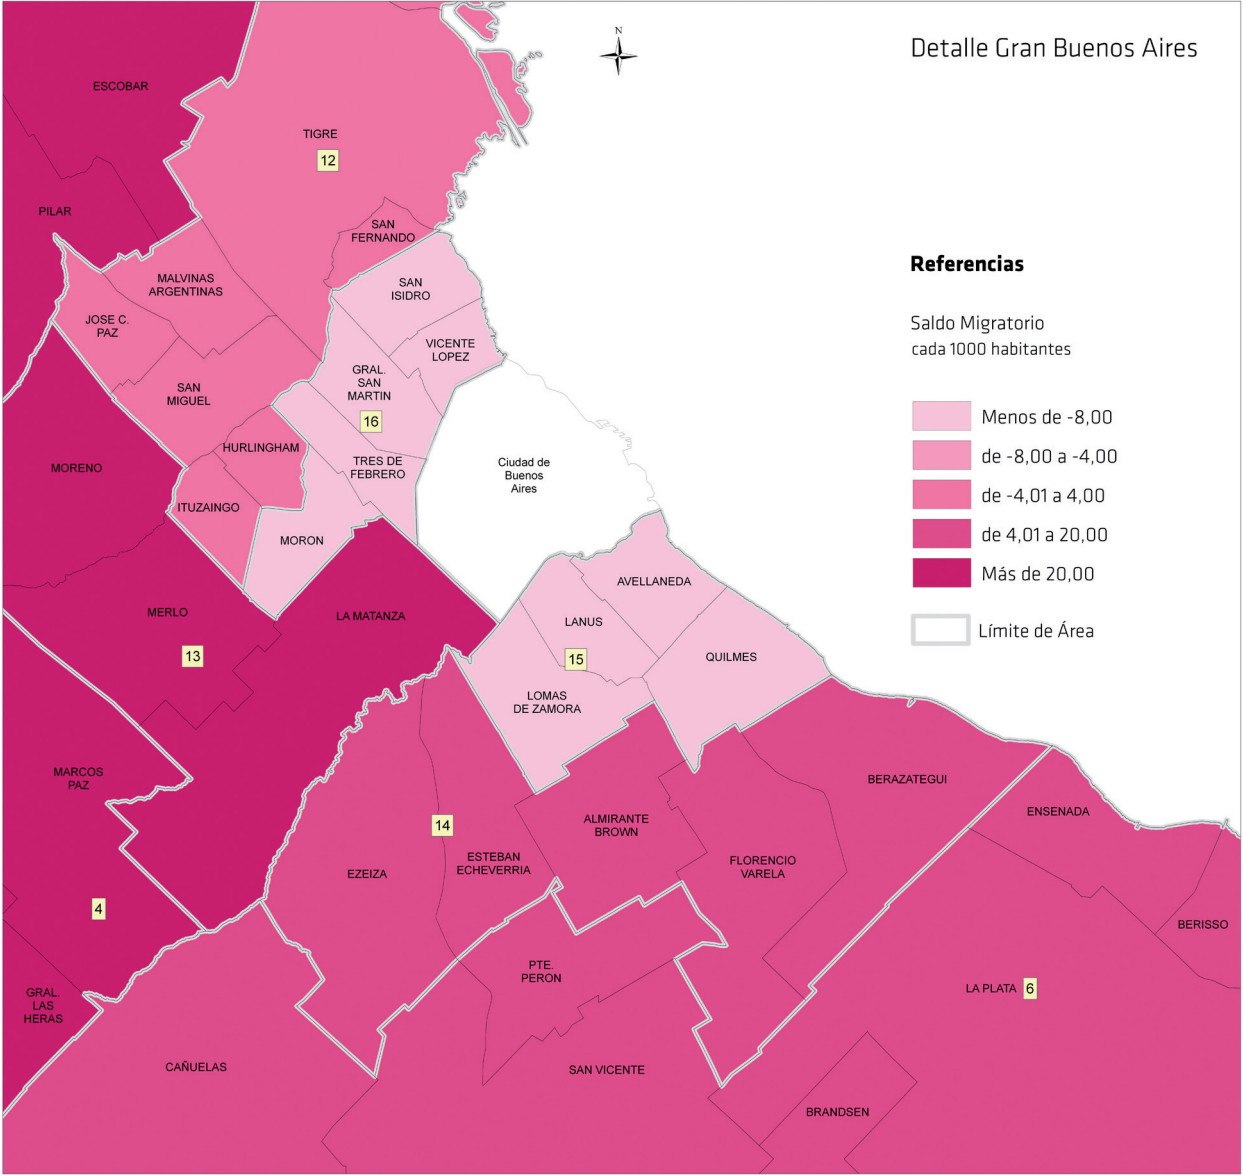 N
Detalle Gran Buenos Aires
ESCOBAR
TIGRE
12
PILAR
SAN
FERNANDO
MALVINAS
ARGENTINAS
SAN
ISIDRO
JOSE C.
PAZ
VICENTE
LOPEZ
GRAL.
SAN
MARTIN
16
SAN
MIGUEL
HURLINGHAM
TRES DE
FEBRERO
MORENO
ITUZAINGO
MORON
Ciudad de
Buenos
Aires
Referencias
Saldo Migratorio
cada 1000 habitantes
Menos de -8,00
de -8,00 a -4,00
de -4,01 a 4,00
de 4,01 a 20,00
Más de 20,00
Límite de Área
AVELLANEDA
MERLO
LA MATANZA
LANUS
13
15
QUILMES
LOMAS
DE ZAMORA
MARCOS
PAZ
BERAZATEGUI
ENSENADA
14
ALMIRANTE
BROWN
EZEIZA
ESTEBAN
ECHEVERRIA
FLORENCIO
VARELA
4
BERISSO
PTE.
PERON
LA PLATA
6
GRAL.
LAS
HERAS
CAÑUELAS
SAN VICENTE
BRANDSEN